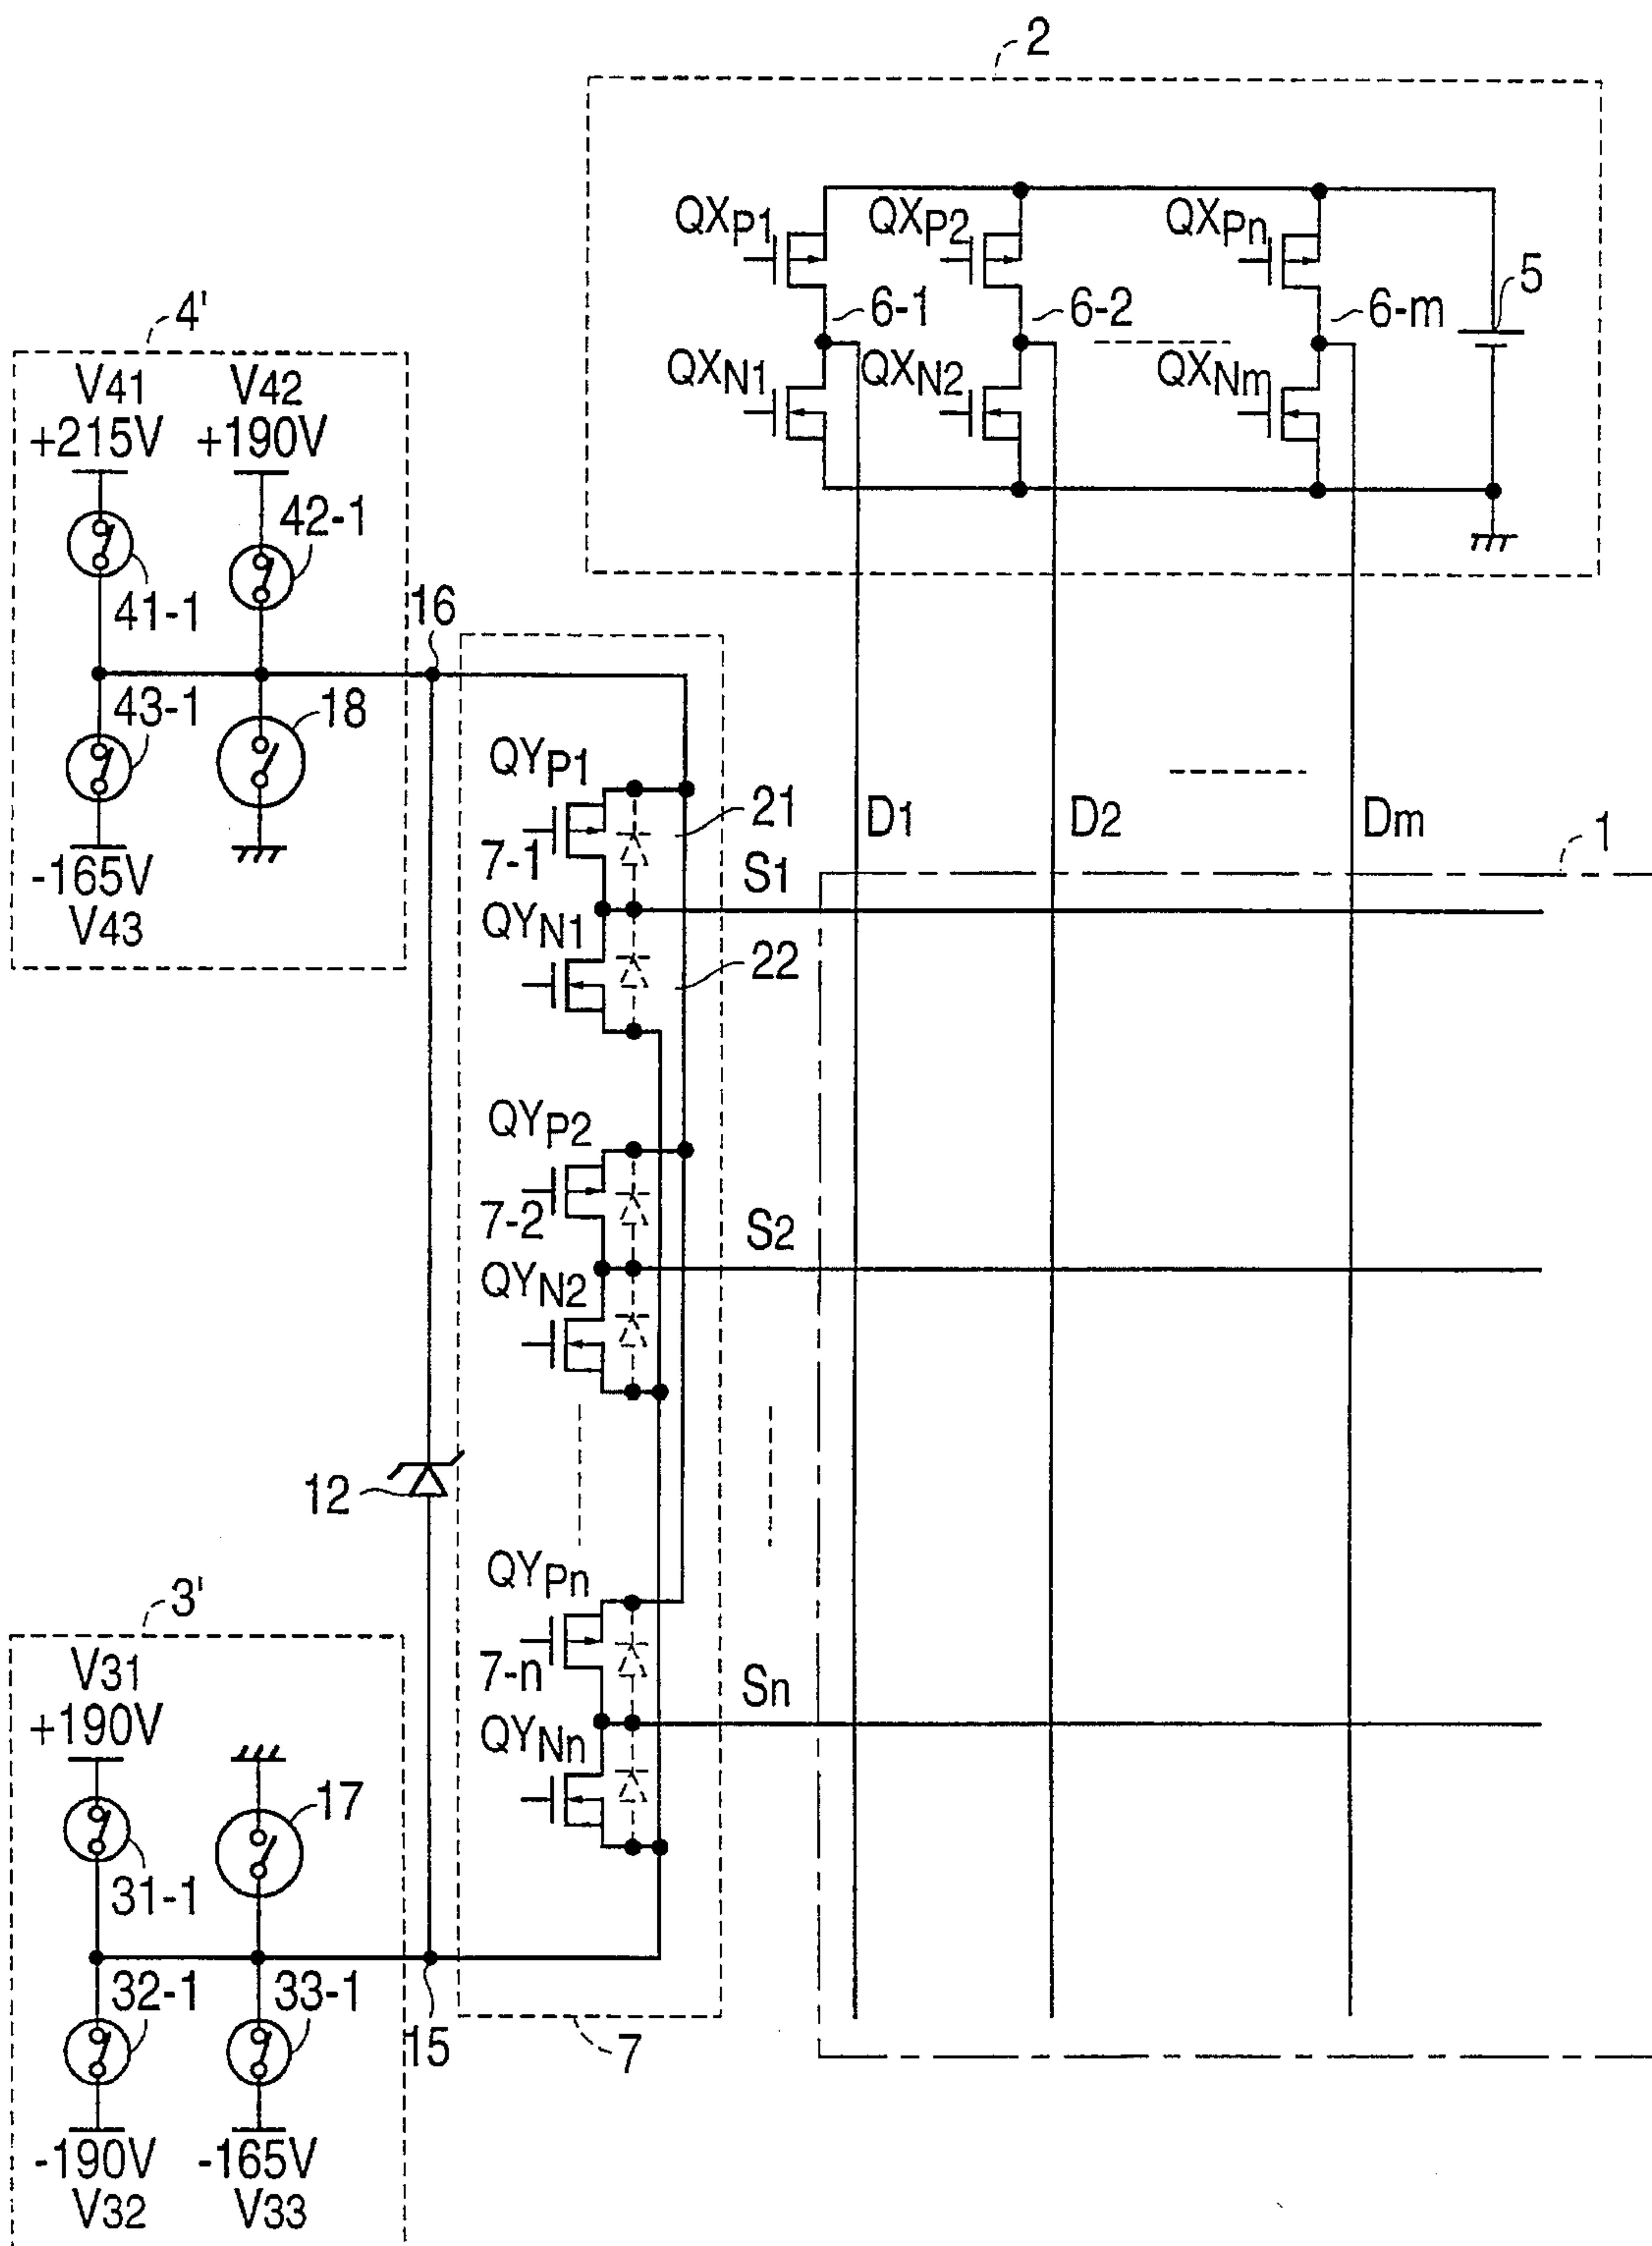 2
QXP1
QXP2
QXPn
5
6-1
6-2
6-m
QXN1
QXN2
QXNm
4'
V41
V42
+215V
+190V
42-1
41-1
16
43-1
18
-165V
V43
QYP1
21
7-1
D1
D2
Dm
1
S1
QYN1
22
QYP2
7-2
S2
QYN2
12
QYPn
3'
7-n
Sn
V31
+190V
QYNn
17
31-1
32-1
33-1
15
7
-190V
-165V
V32
V33